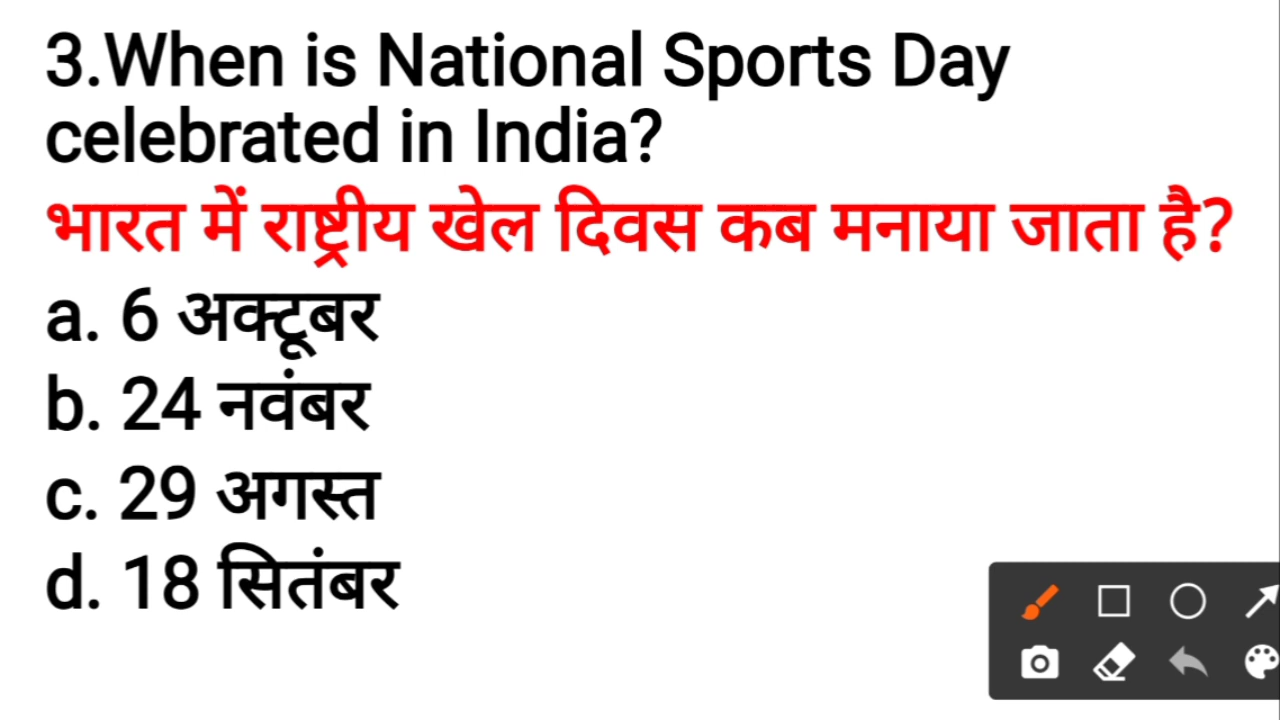 3.When is National Sports Day
celebrated in India?
भारत में राष्ट्रीय खेल दिवस कब मनाया जाता है?
a. 6 अक्टूबर
b. 24 नवंबर
c. 29 अगस्त
d. 18 सितंबर